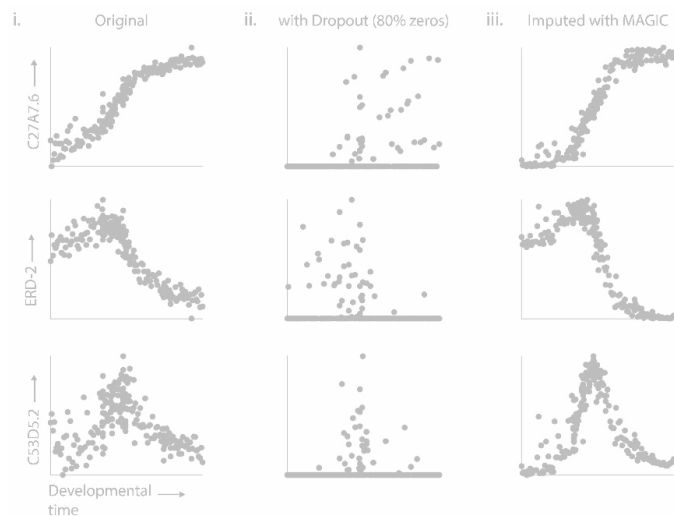 i. Original
ii. with Dropout (80% zeros)
iii. Imputed with MAGIC
C27A7.6
ERD-2
C53D5.2
Developmental
time